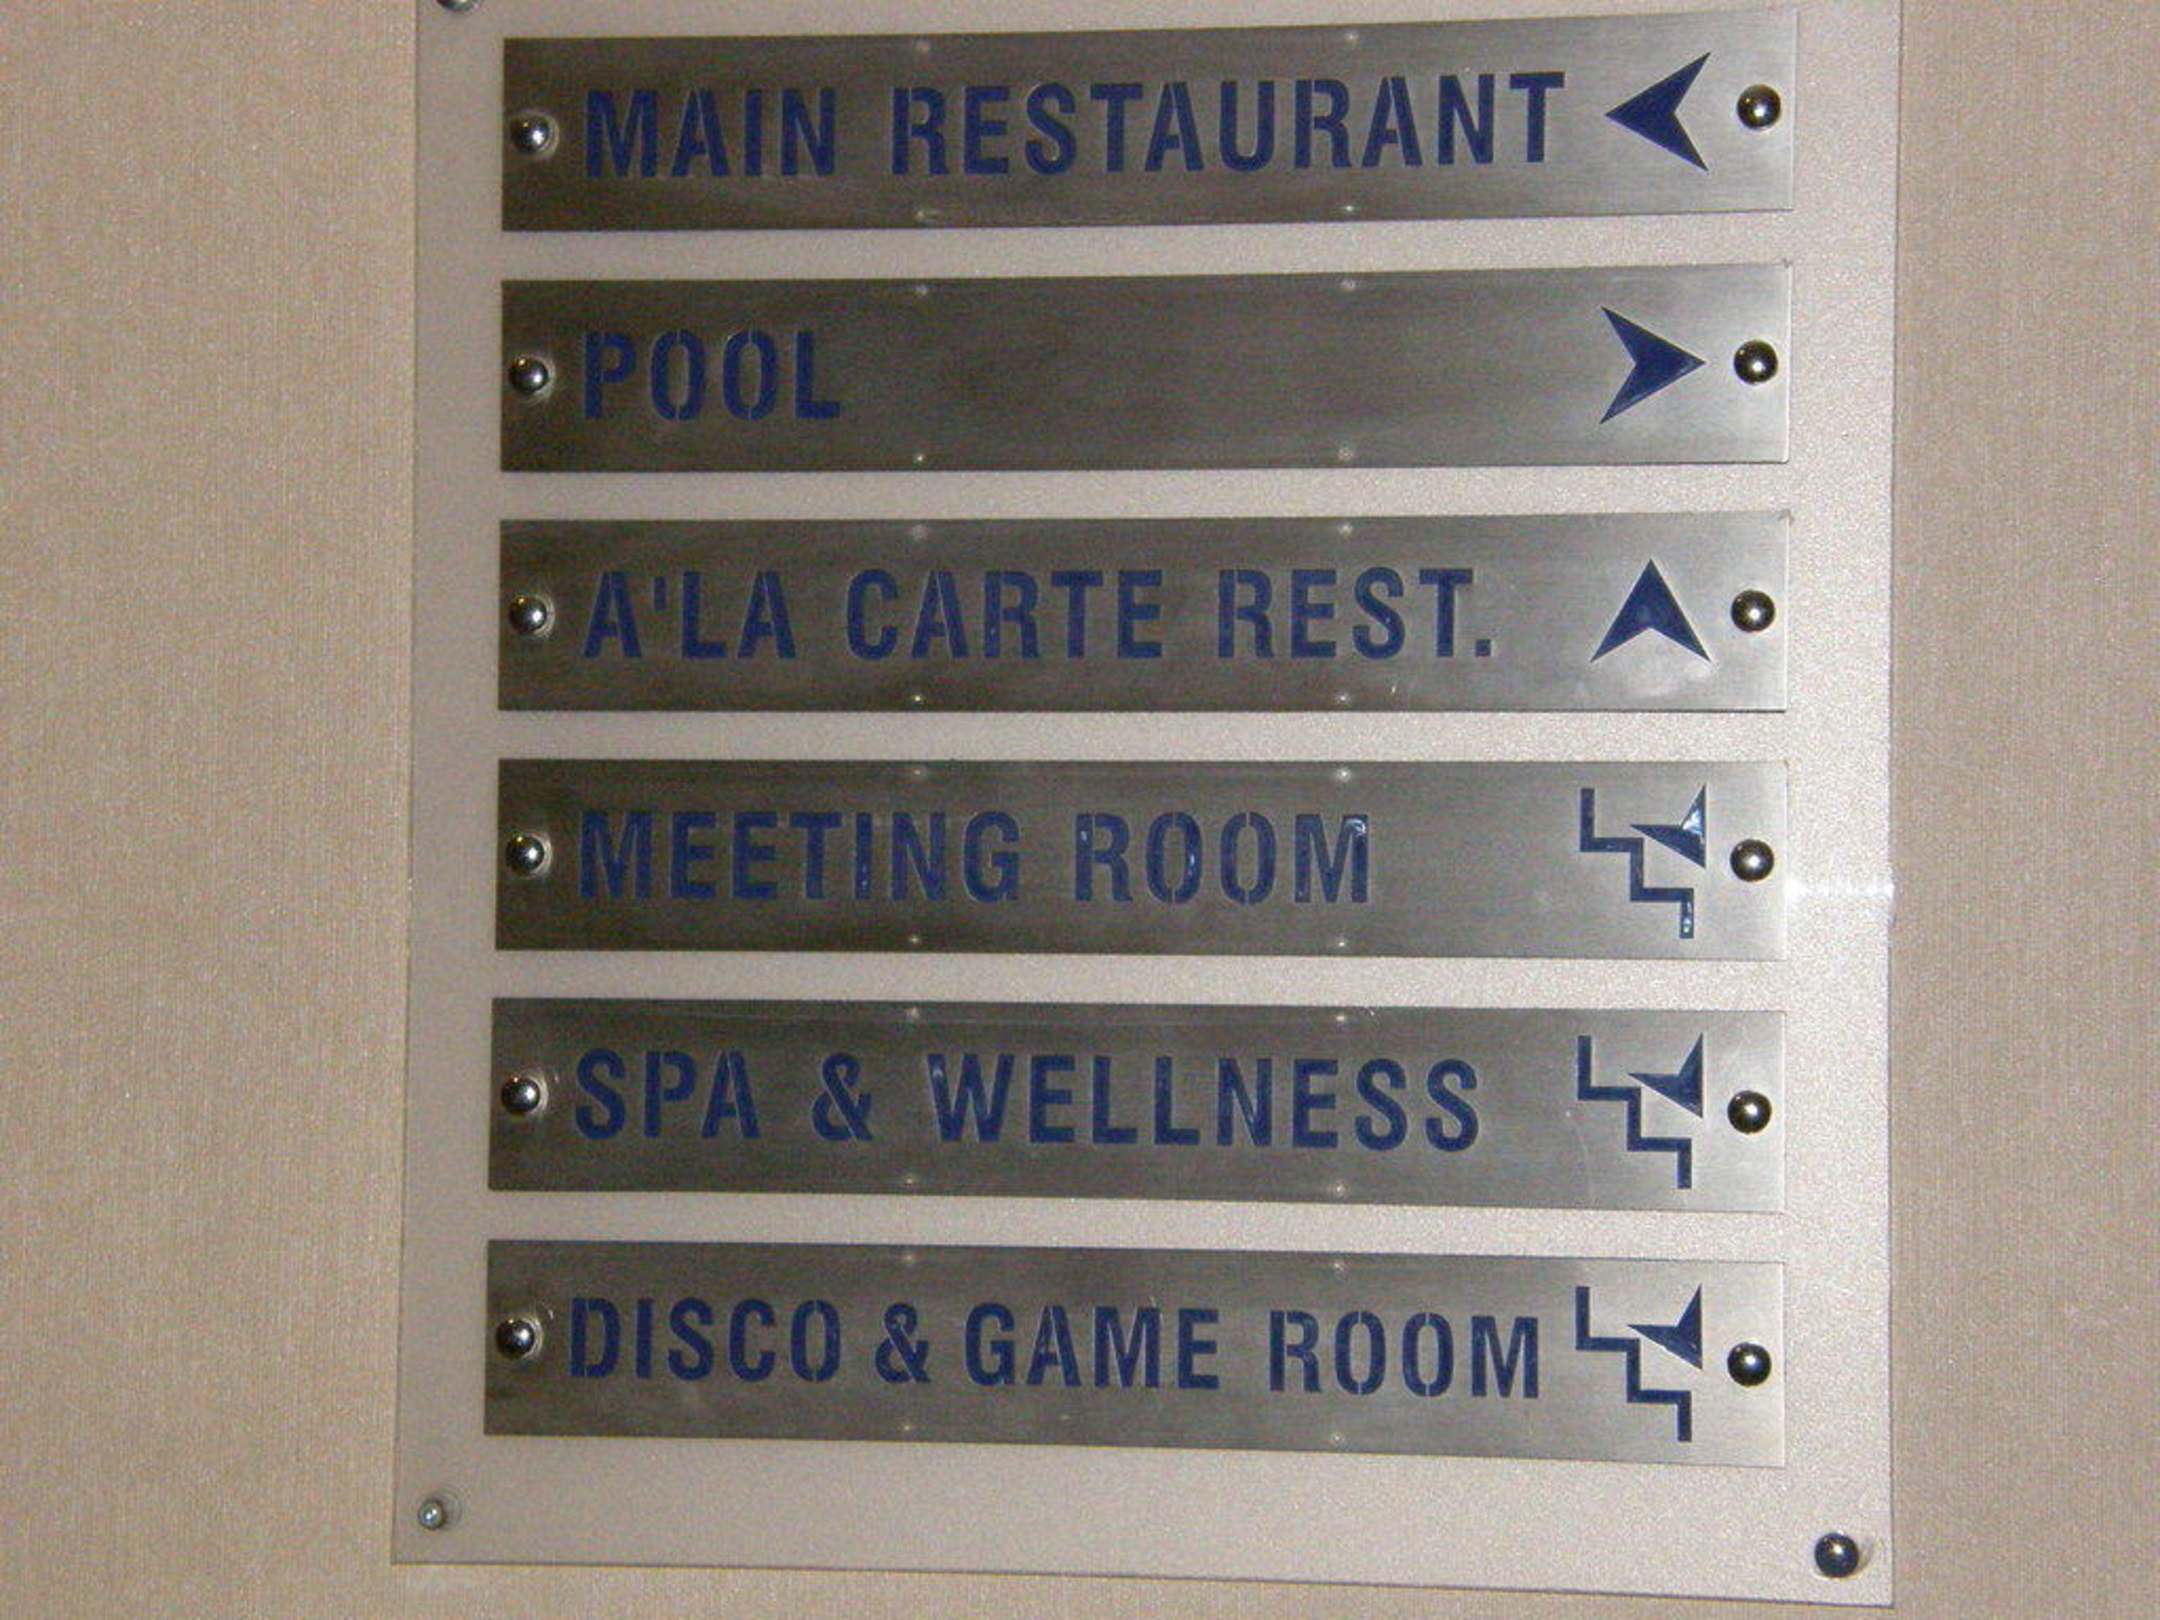 MAIN RESTAURANT
POOL
A'LA CARTE REST.
MEETING ROOM
SPA & WELLNESS
DISCO & GAME ROOM